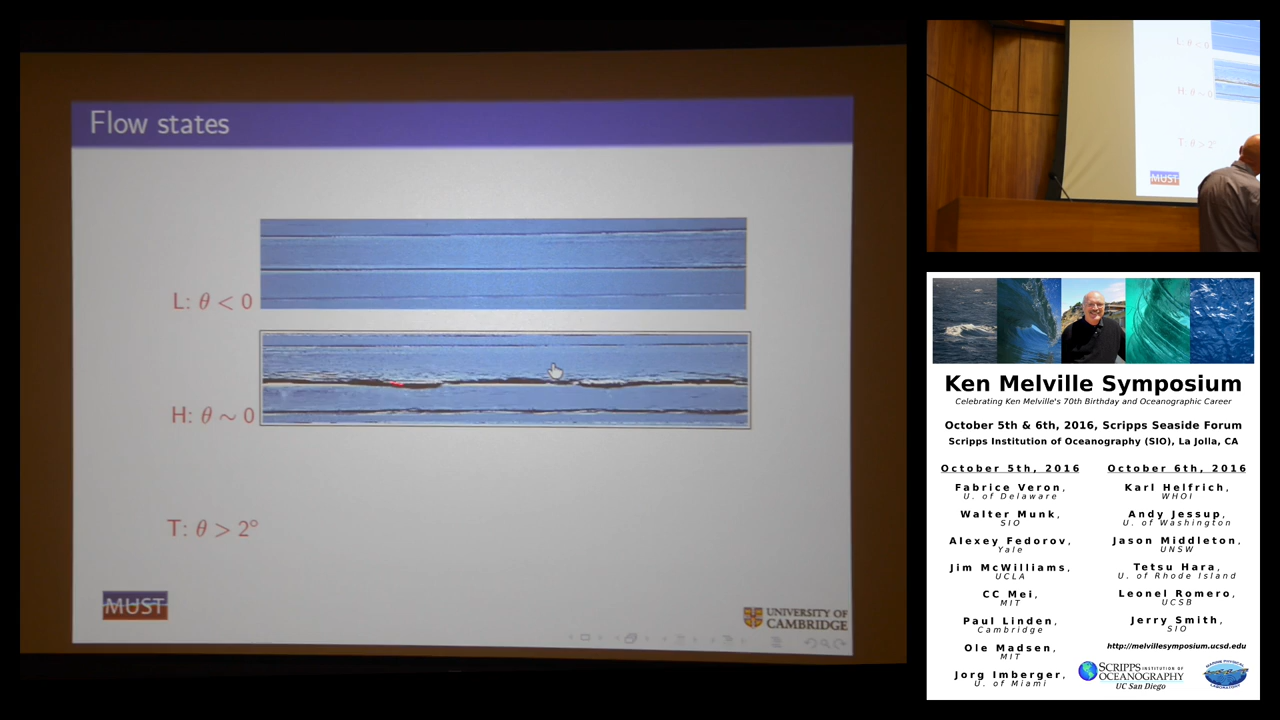 Flow states
L: θ < 0
H: θ ~ 0
T: θ > 2°
MUST
UNIVERSITY OF
CAMBRIDGE
L: θ < 0
H: θ ~ 0
T: θ > 2°
MUST
Ken Melville Symposium
Celebrating Ken Melville's 70th Birthday and Oceanographic Career
October 5th & 6th, 2016, Scripps Seaside Forum
Scripps Institution of Oceanography (SIO), La Jolla, CA
October 5th, 2016
Fabrice Veron,
U. of Delaware
Walter Munk,
SIO
Alexey Fedorov,
Yale
Jim McWilliams,
UCLA
CC Mei,
MIT
Paul Linden,
Cambridge
Ole Madsen,
MIT
Jorg Imberger,
U. of Miami
October 6th, 2016
Karl Helfrich,
WHOI
Andy Jessup,
U. of Washington
Jason Middleton,
UNSW
Tetsu Hara,
U. of Rhode Island
Leonel Romero,
UCSB
Jerry Smith,
SIO
http://melvillesymposium.ucsd.edu
SCRIPPS INSTITUTION OF
OCEANOGRAPHY
UC San Diego